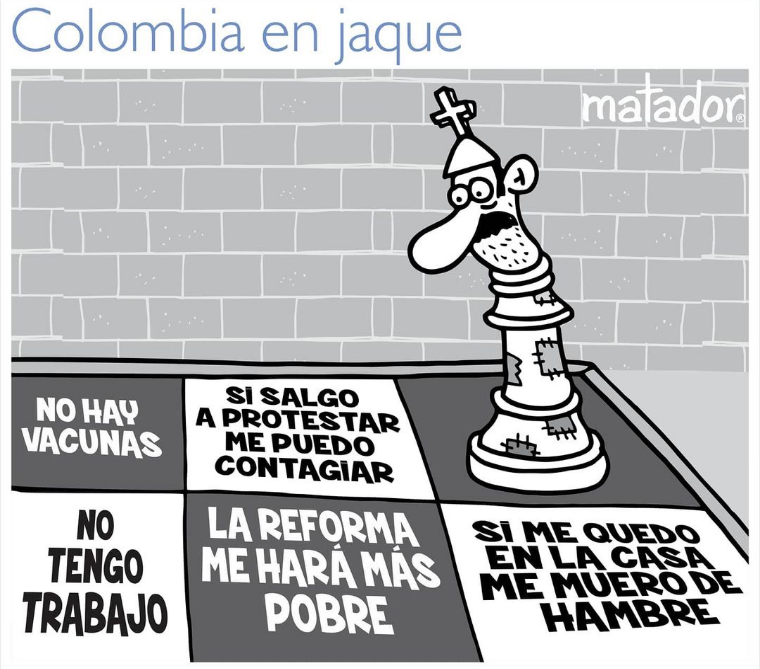 Colombia en jaque
matador®
NO HAY
VACUNAS
Si SALGO
A PROTESTAR
ME PUEDO
CONTAGiAR
NO
TENGO
TRABAJO
LA REFORMA
ME HARÁ MÁS
POBRE
Si ME QUEDO
EN LA CASA
ME MUERO DE
HAMBRE